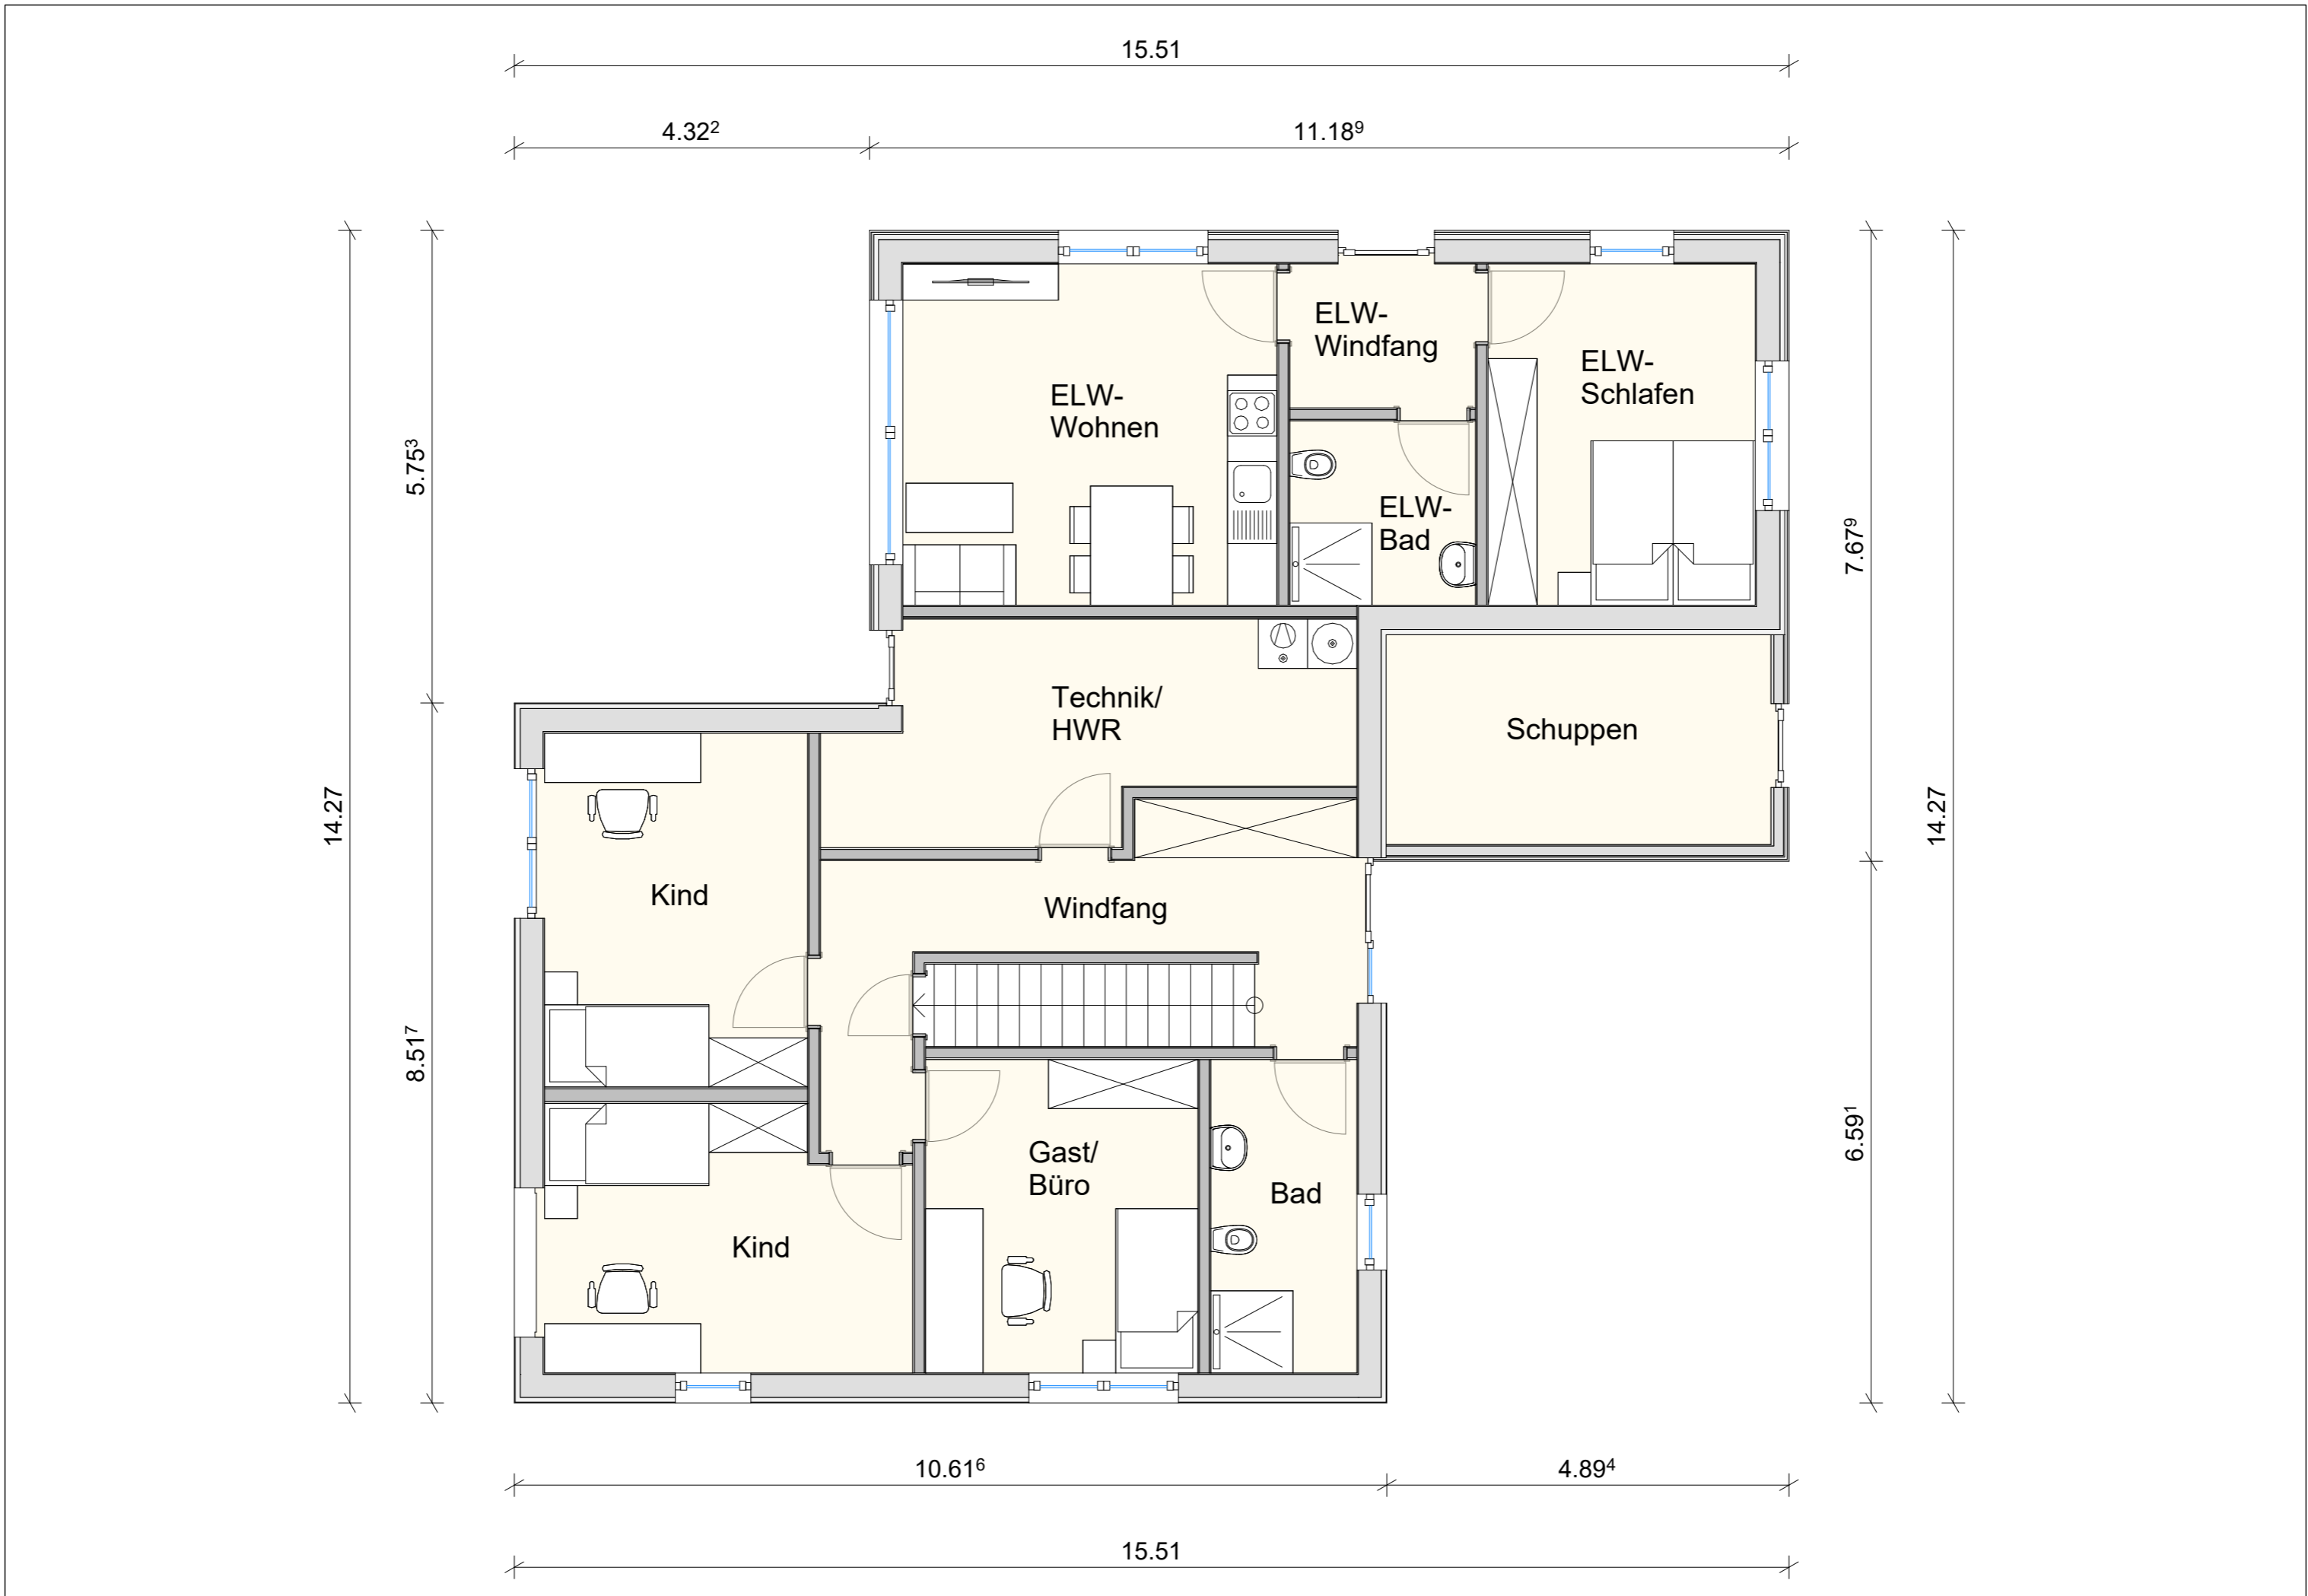 15.51
4.32²
11.18⁹
ELW-
Windfang
ELW-
Schlafen
ELW-
Wohnen
5.75³
ELW-
Bad
7.67⁹
Technik/
HWR
Schuppen
14.27
14.27
Kind
Windfang
8.51⁷
6.59¹
Gast/
Büro
Bad
Kind
10.61⁶
4.89⁴
15.51